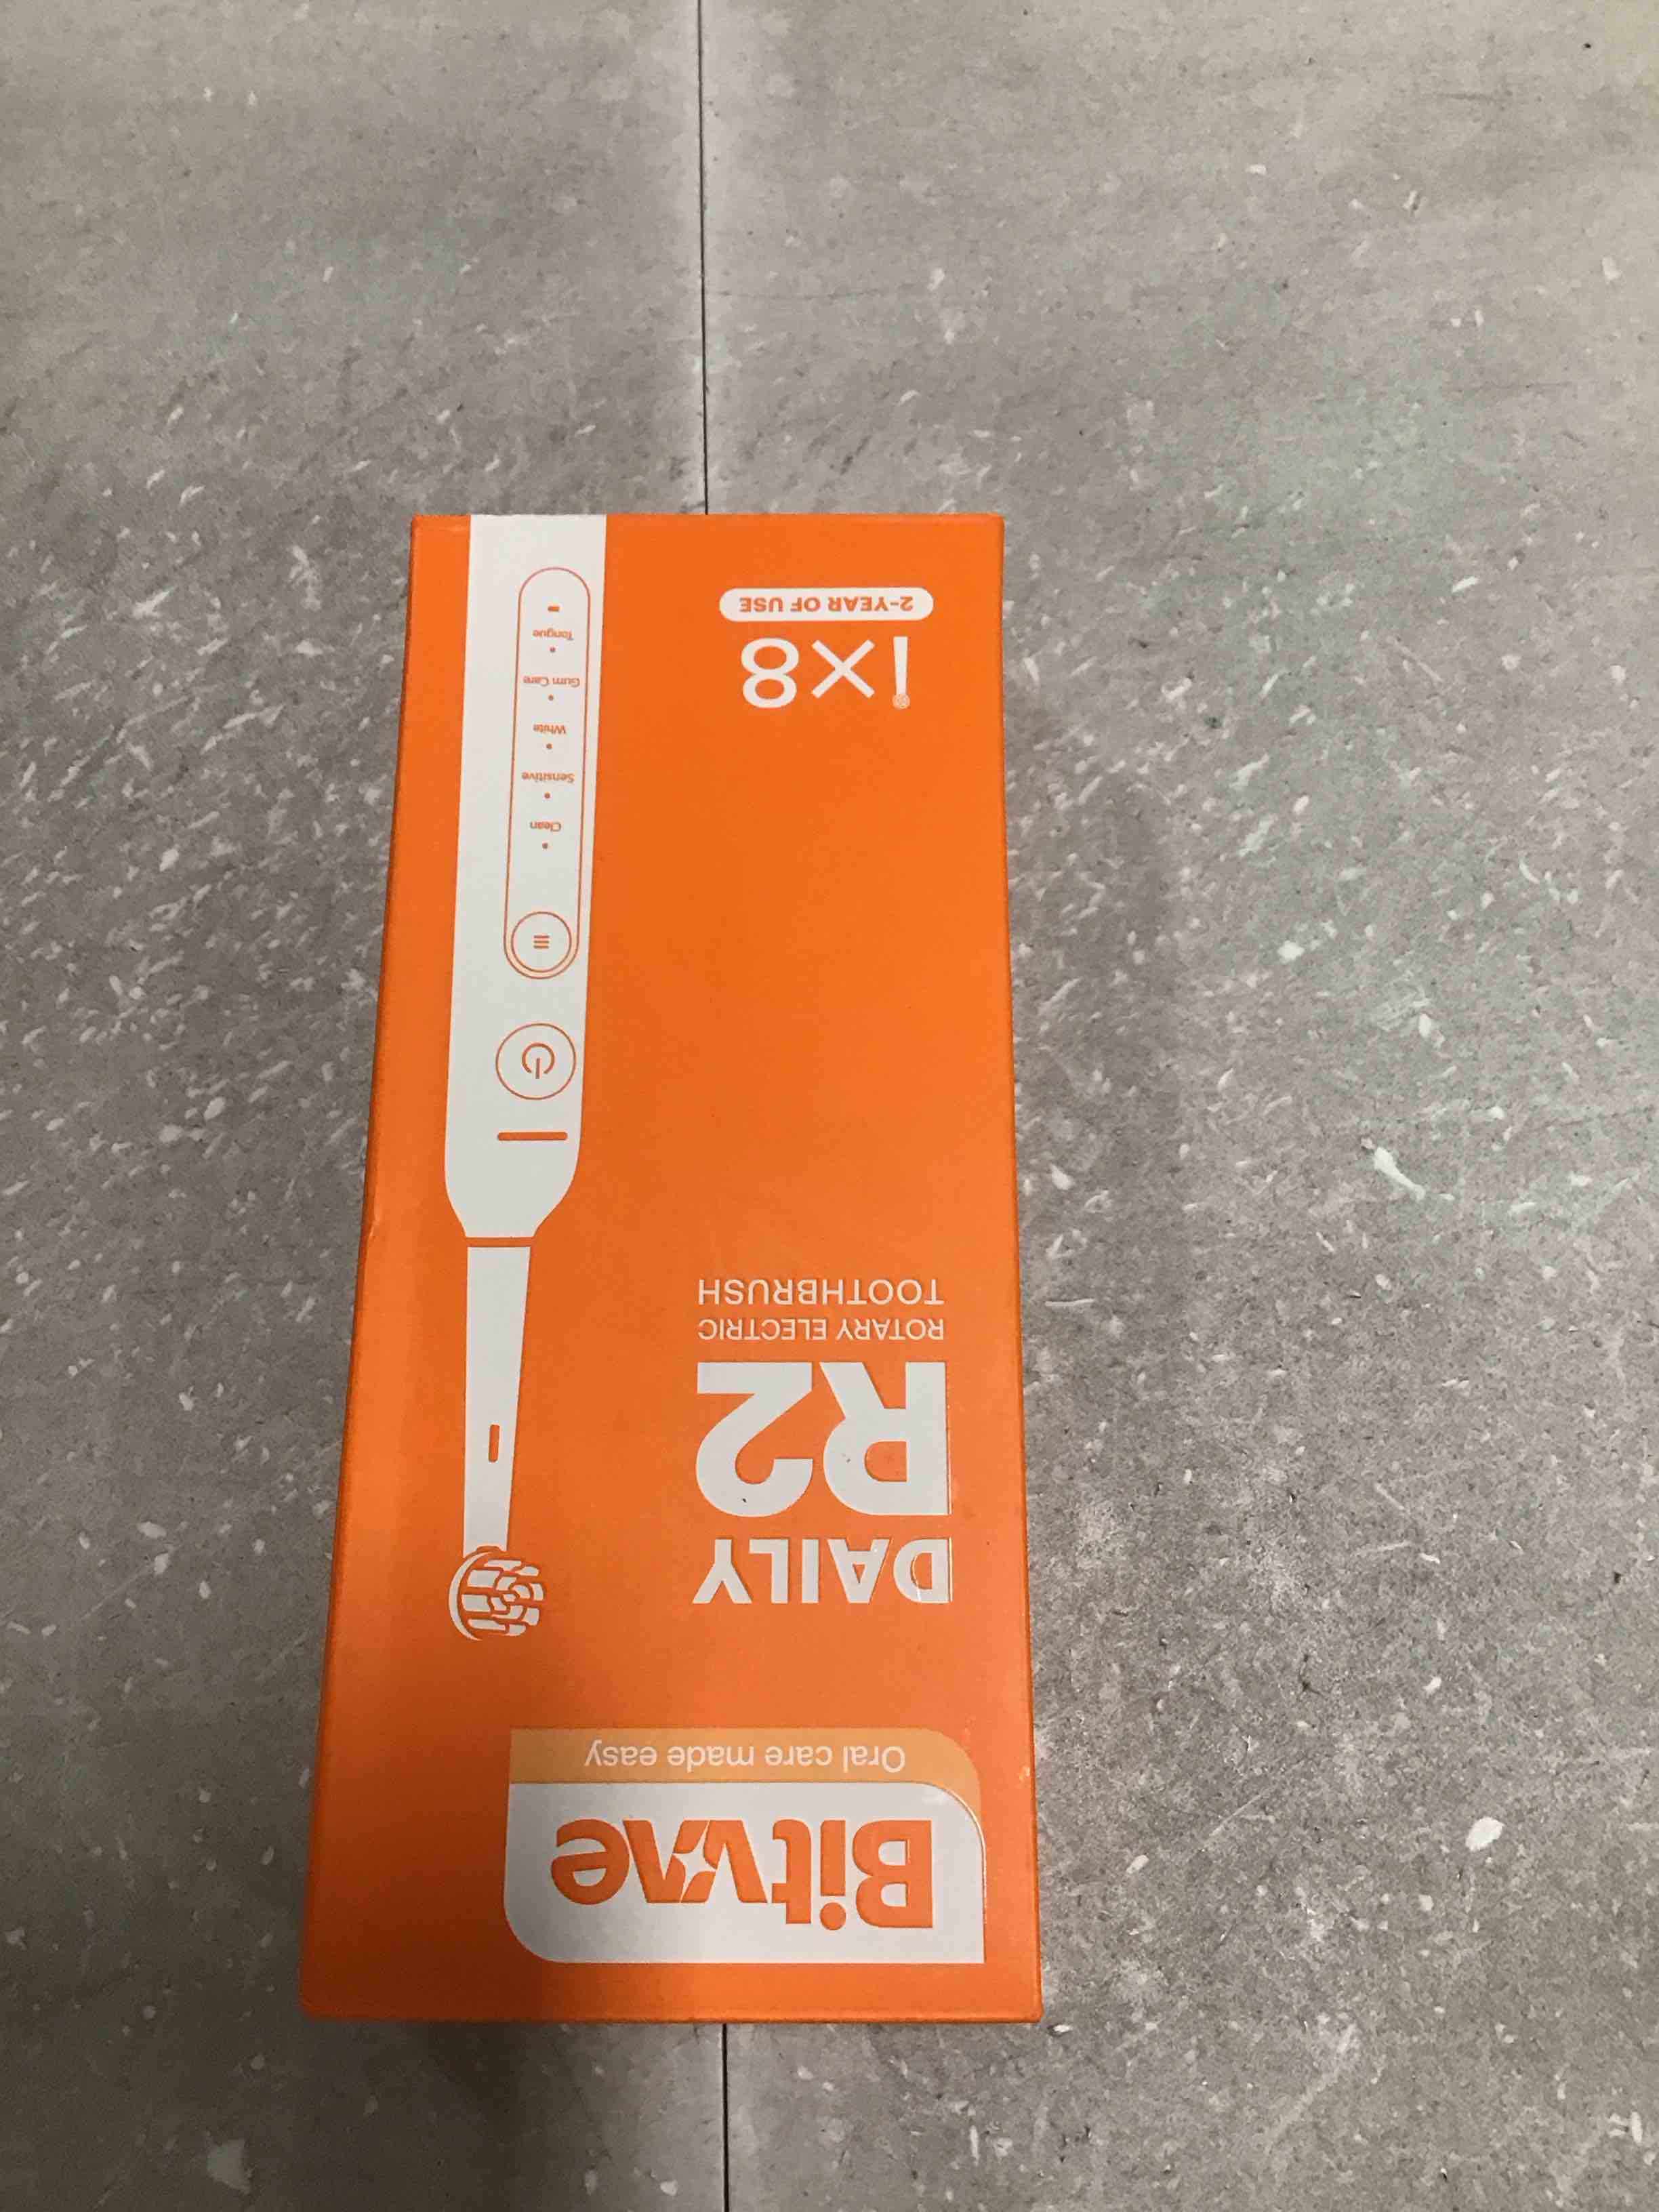 Bitvae
Oral care made easy
DAILY
R2
ROTARY ELECTRIC
TOOTHBRUSH
Clean
Sensitive
White
Gum Care
Tongue
×8
2-YEAR OF USE